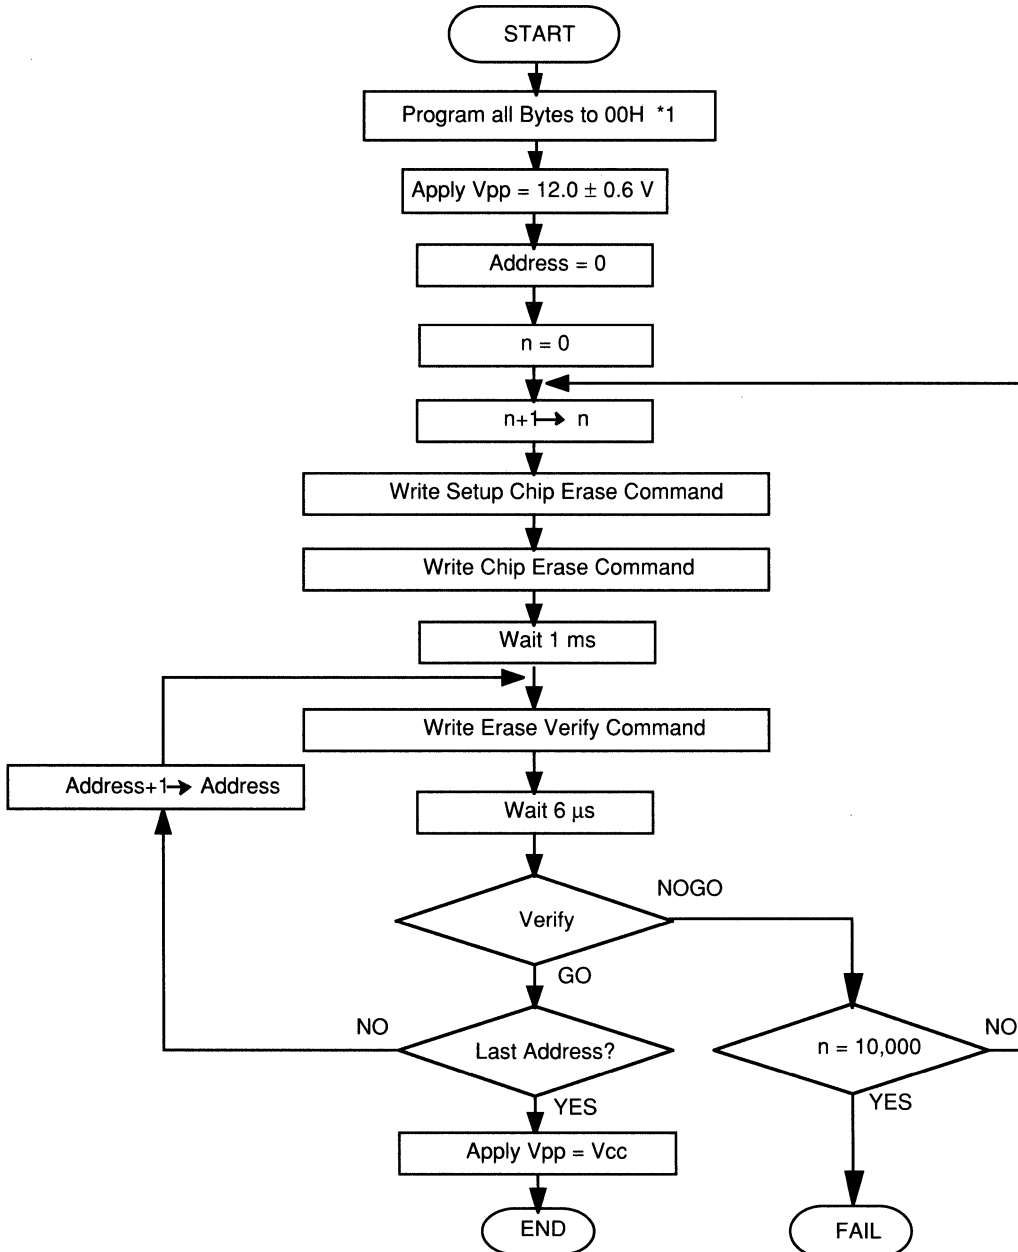 START
Program all Bytes to 00H *1
Apply Vpp = 12.0 ± 0.6 V
Address = 0
n = 0
n+1→ n
Write Setup Chip Erase Command
Write Chip Erase Command
Wait 1 ms
Write Erase Verify Command
Address+1→ Address
Wait 6 µs
NOGO
Verify
GO
NO
Last Address?
n = 10,000
NO
YES
YES
Apply Vpp = Vcc
END
FAIL